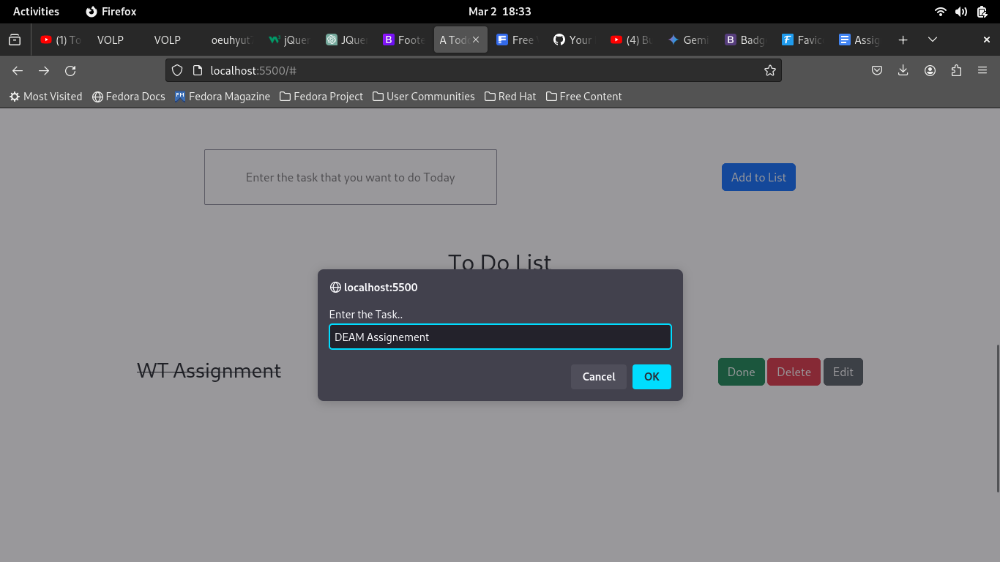 Activities Firefox Mar 2 18:33
(1) To VOLP VOLP oeuhyut jQuer JQue Foote A Tod Free Your (4) Bu Gemi Badg Favic Assig
localhost:5500/#
Most Visited Fedora Docs Fedora Magazine Fedora Project User Communities Red Hat Free Content
Enter the task that you want to do Today Add to List
To Do List
localhost:5500
Enter the Task..
DEAM Assignement
WT Assignment Done Delete Edit
Cancel OK